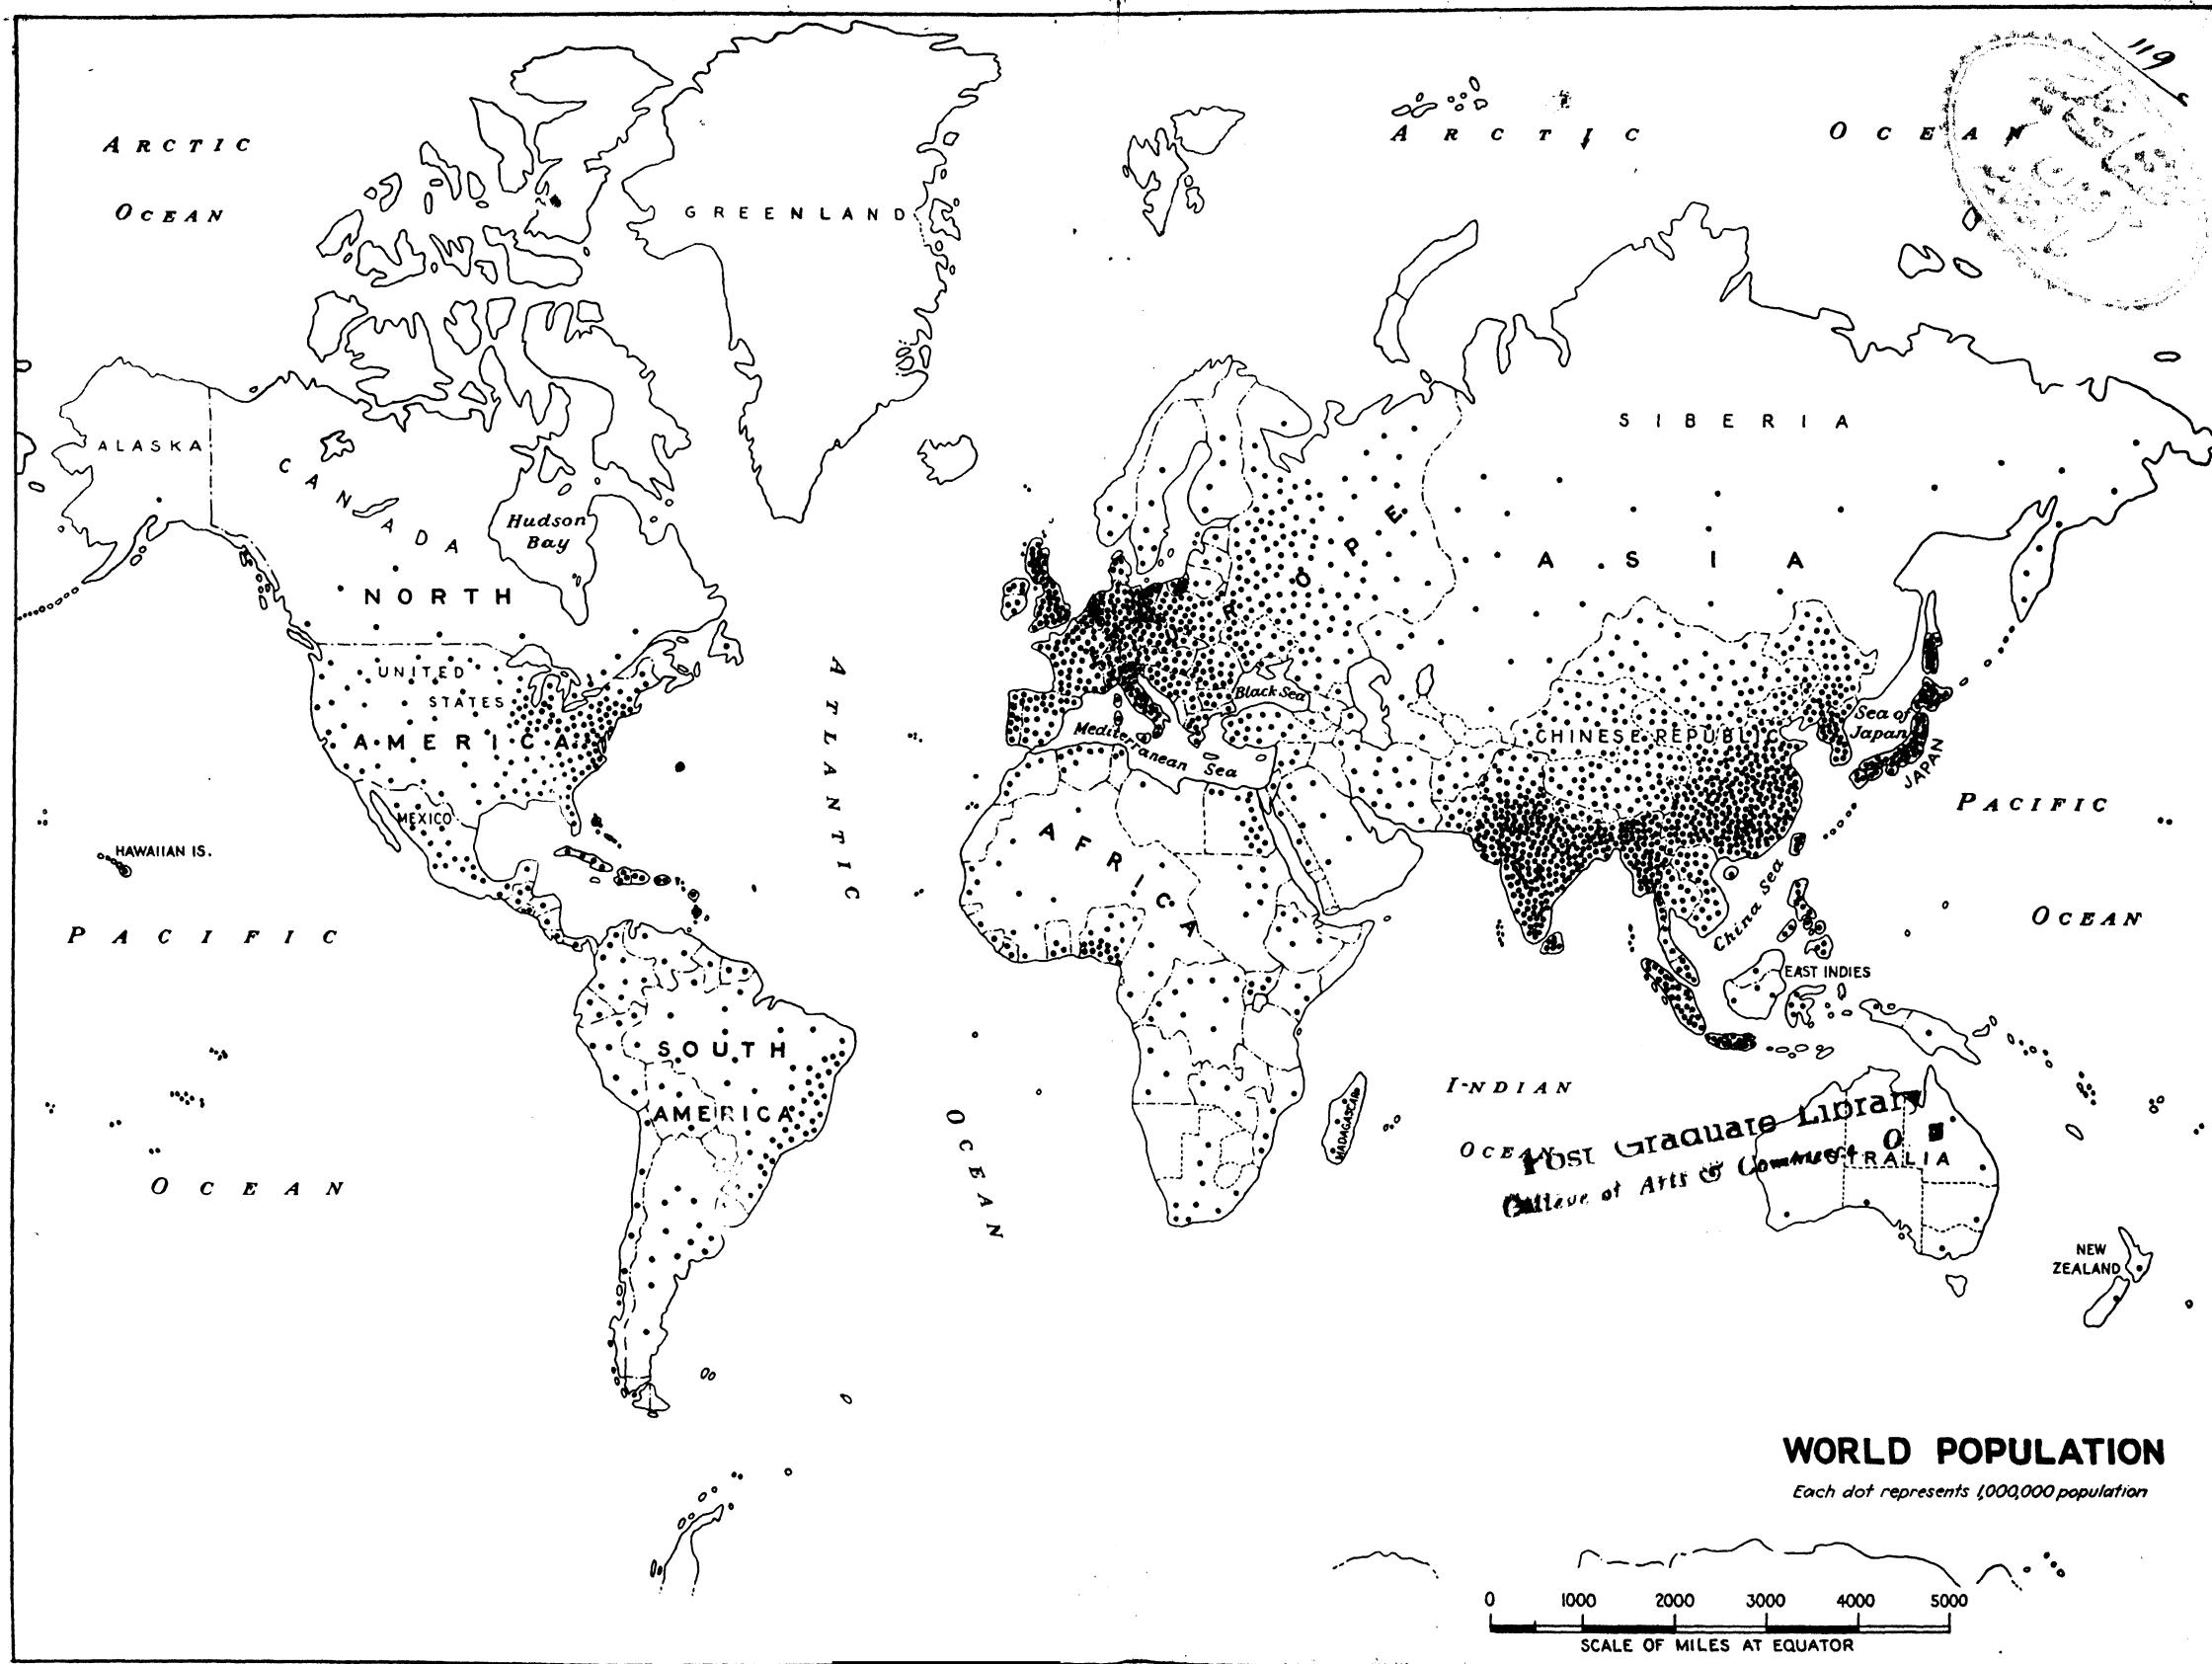 119
ARCTIC
OCEAN
ARCTIC OCEAN
GREENLAND
ALASKA
CANADA
Hudson
Bay
SIBERIA
EUROPE
ASIA
NORTH
AMERICA
UNITED
STATES
MEXICO
HAWAIIAN IS.
ATLANTIC
OCEAN
Black Sea
Mediterranean Sea
CHINESE REPUBLIC
Sea of
Japan
JAPAN
PACIFIC
OCEAN
AFRICA
China Sea
EAST INDIES
PACIFIC
OCEAN
SOUTH
AMERICA
MADAGASCAR
INDIAN
OCEAN
Post Graduate Library
College of Arts & Commerce O
TRALIA
NEW
ZEALAND
WORLD POPULATION
Each dot represents 1,000,000 population
0 1000 2000 3000 4000 5000
SCALE OF MILES AT EQUATOR